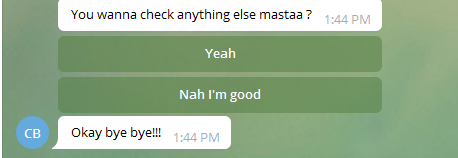 You wanna check anything else mastaa ? 1:44 PM
Yeah
Nah I'm good
CB Okay bye bye!!! 1:44 PM